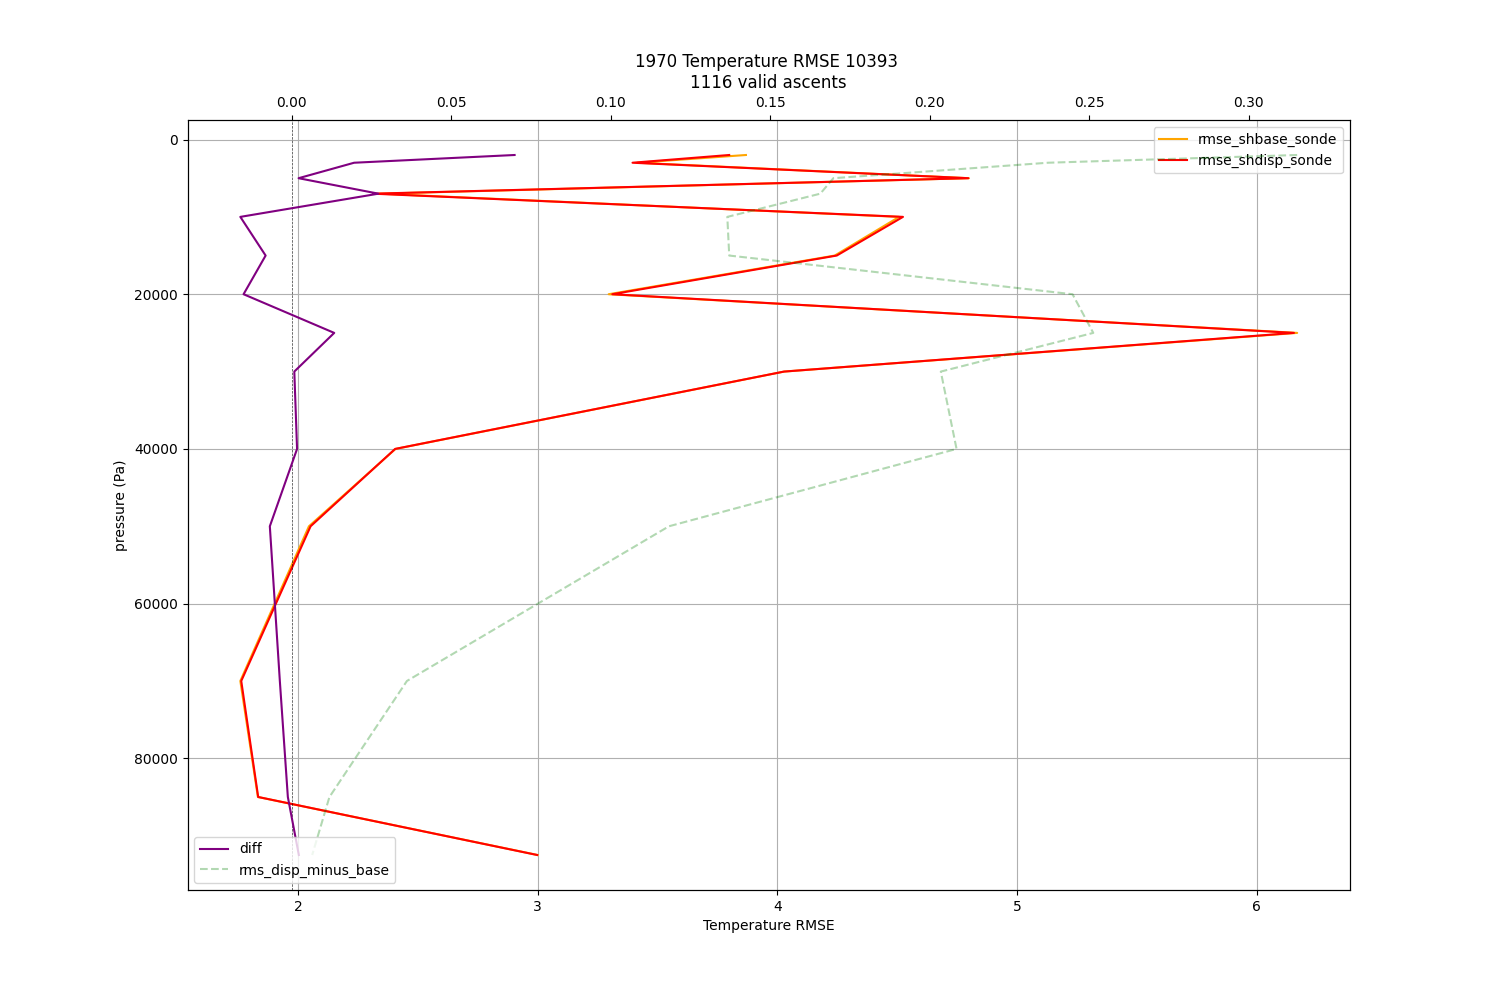 1970 Temperature RMSE 10393
1116 valid ascents
0.00 0.05 0.10 0.15 0.20 0.25 0.30
rmse_shbase_sonde
rmse_shdisp_sonde
0
20000
40000
60000
80000
pressure (Pa)
diff
rms_disp_minus_base
2 3 4 5 6
Temperature RMSE